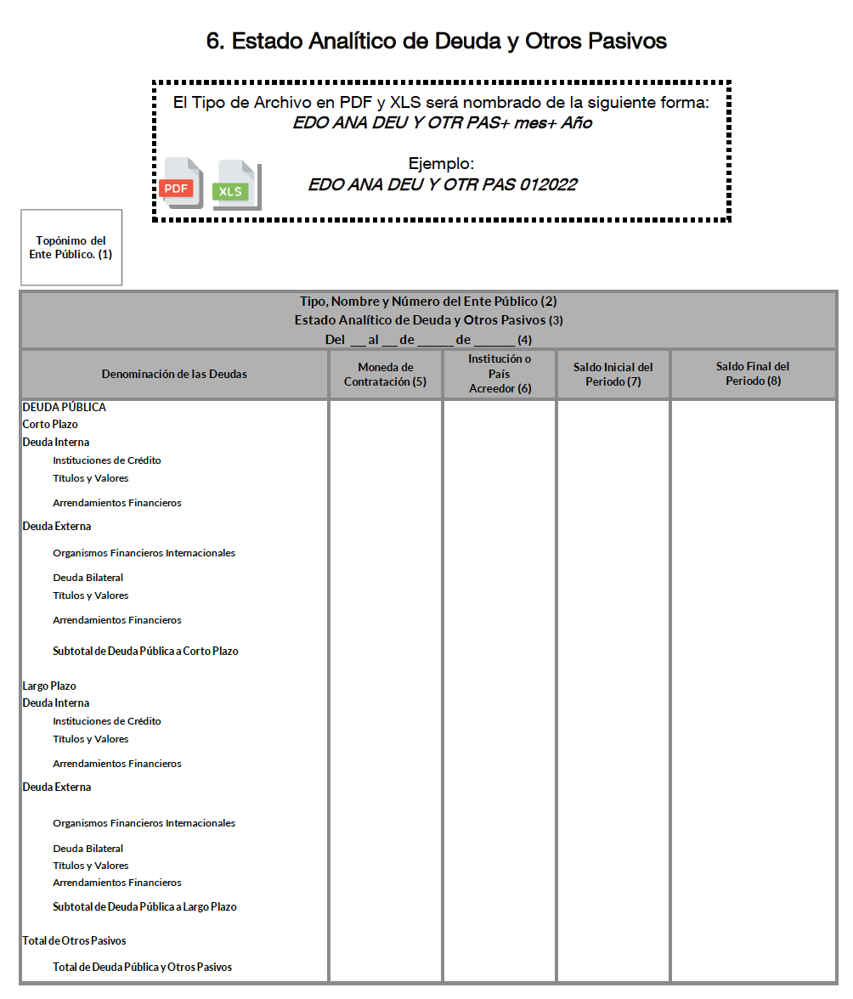 6. Estado Analítico de Deuda y Otros Pasivos
El Tipo de Archivo en PDF y XLS será nombrado de la siguiente forma:
EDO ANA DEU Y OTR PAS+ mes+ Año
Ejemplo:
EDO ANA DEU Y OTR PAS 012022
PDF
XLS
Topónimo del
Ente Público. (1)
Tipo, Nombre y Número del Ente Público (2)
Estado Analítico de Deuda y Otros Pasivos (3)
Del ___ al ___ de _______ de ________ (4)
Denominación de las Deudas
Moneda de
Contratación (5)
Institución o
País
Acreedor (6)
Saldo Inicial del
Periodo (7)
Saldo Final del
Periodo (8)
DEUDA PÚBLICA
Corto Plazo
Deuda Interna
Instituciones de Crédito
Títulos y Valores
Arrendamientos Financieros
Deuda Externa
Organismos Financieros Internacionales
Deuda Bilateral
Títulos y Valores
Arrendamientos Financieros
Subtotal de Deuda Pública a Corto Plazo
Largo Plazo
Deuda Interna
Instituciones de Crédito
Títulos y Valores
Arrendamientos Financieros
Deuda Externa
Organismos Financieros Internacionales
Deuda Bilateral
Títulos y Valores
Arrendamientos Financieros
Subtotal de Deuda Pública a Largo Plazo
Total de Otros Pasivos
Total de Deuda Pública y Otros Pasivos